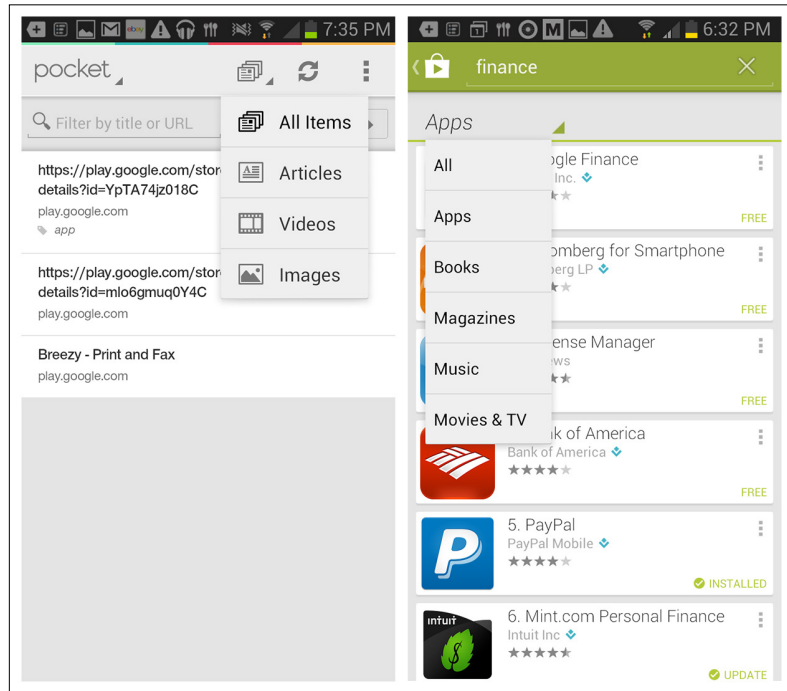 7:35 PM
pocket
Filter by title or URL
All Items
Articles
Videos
Images
https://play.google.com/stor
details?id=YpTA74jz018C
play.google.com
app
https://play.google.com/stor
details?id=mlo6gmuq0Y4C
play.google.com
Breezy - Print and Fax
play.google.com
6:32 PM
finance
Apps
All
Apps
Books
Magazines
Music
Movies & TV
ogle Finance
Inc.
FREE
omberg for Smartphone
berg LP
FREE
ense Manager
ws
FREE
k of America
Bank of America
FREE
5. PayPal
PayPal Mobile
INSTALLED
6. Mint.com Personal Finance
Intuit Inc
UPDATE
INTUIT